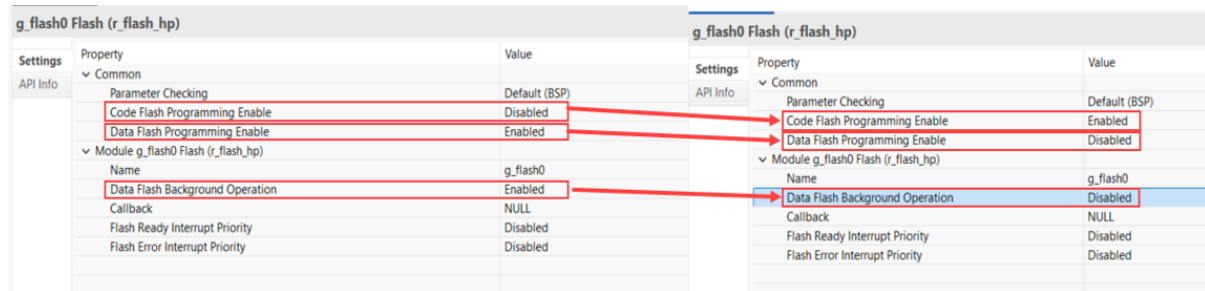 g_flash0 Flash (r_flash_hp)
Settings
API Info
Property Value
Common
Parameter Checking Default (BSP)
Code Flash Programming Enable Disabled
Data Flash Programming Enable Enabled
Module g_flash0 Flash (r_flash_hp)
Name g_flash0
Data Flash Background Operation Enabled
Callback NULL
Flash Ready Interrupt Priority Disabled
Flash Error Interrupt Priority Disabled
g_flash0 Flash (r_flash_hp)
Settings
API Info
Property Value
Common
Parameter Checking Default (BSP)
Code Flash Programming Enable Enabled
Data Flash Programming Enable Disabled
Module g_flash0 Flash (r_flash_hp)
Name g_flash0
Data Flash Background Operation Disabled
Callback NULL
Flash Ready Interrupt Priority Disabled
Flash Error Interrupt Priority Disabled